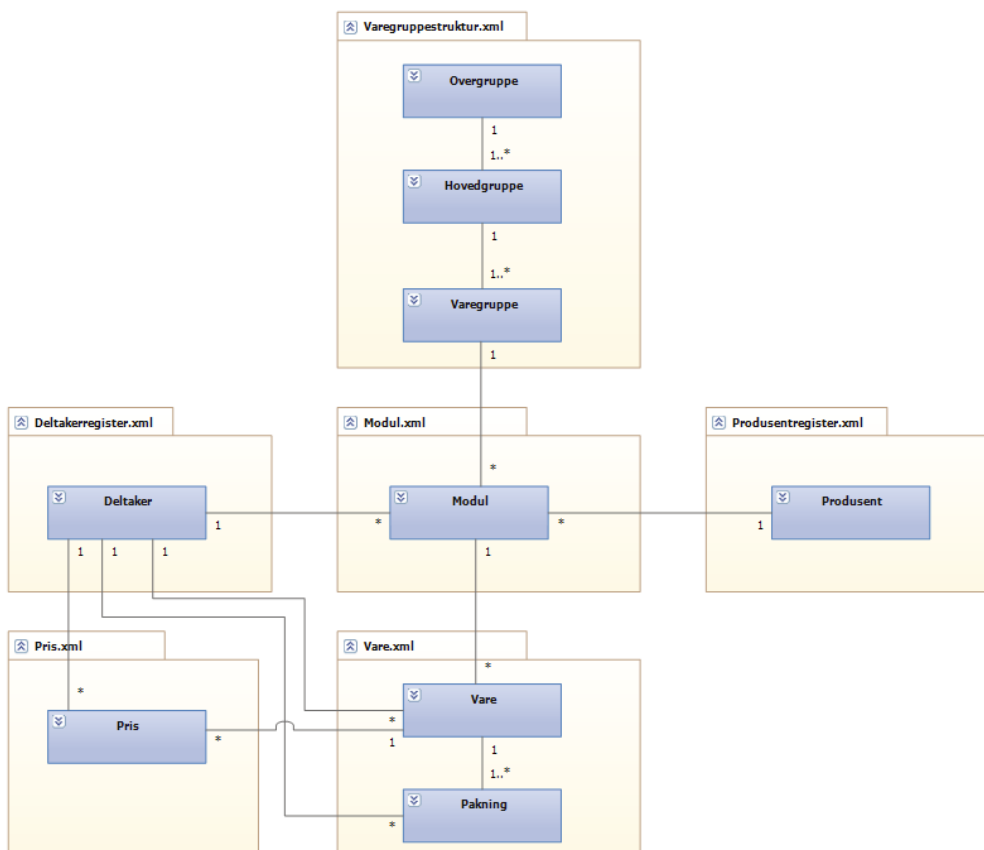 Varegruppestruktur.xml
Overgruppe
1
1..*
Hovedgruppe
1
1..*
Varegruppe
1
Deltakerregister.xml
Modul.xml
Produsentregister.xml
*
Deltaker
Modul
Produsent
1
*
*
1
1
1
1
1
Pris.xml
Vare.xml
*
*
Vare
Pris
*
*
1
1
1..*
Pakning
*